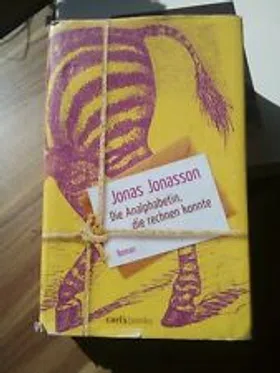 Jonas Jonasson
Die Analphabetin,
die rechnen konnte
Roman
carl's books